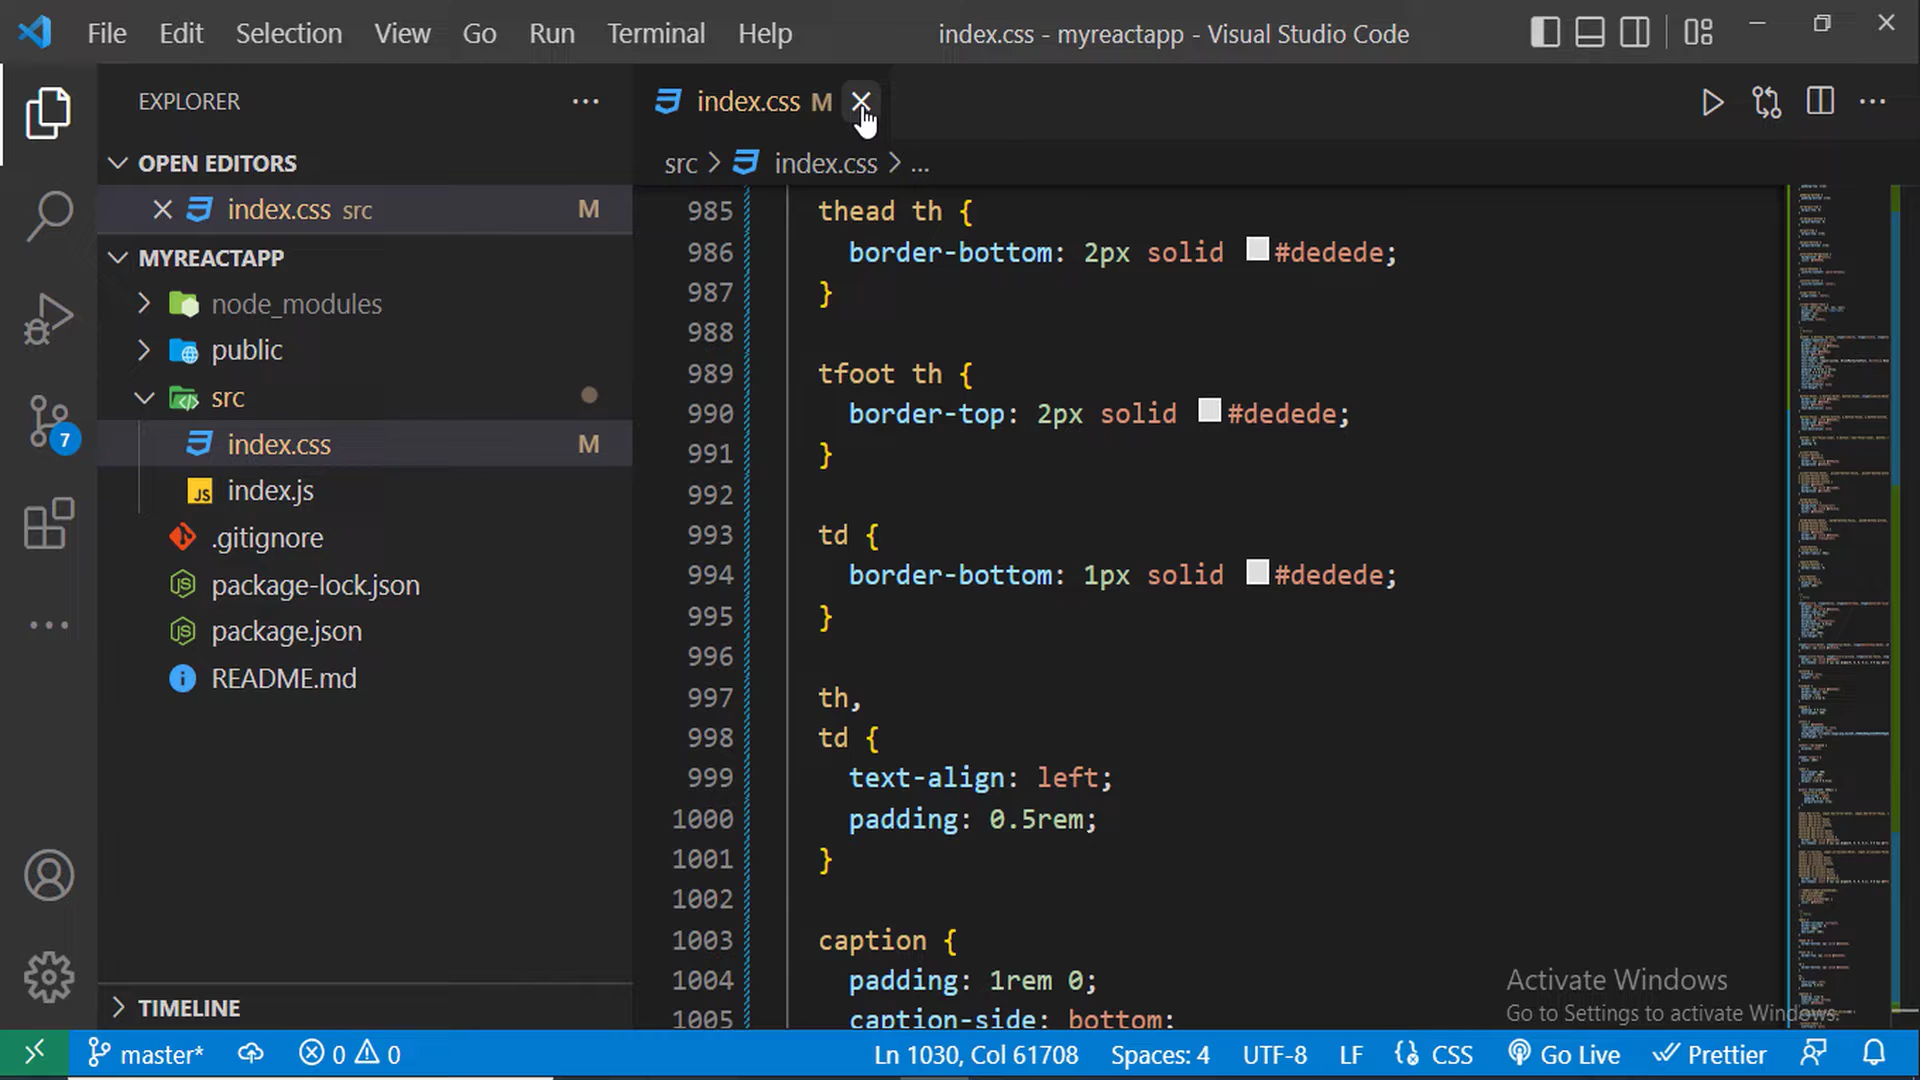 File Edit Selection View Go Run Terminal Help
index.css - myreactapp - Visual Studio Code
EXPLORER
OPEN EDITORS
index.css src M
MYREACTAPP
node_modules
public
src
index.css M
JS index.js
.gitignore
package-lock.json
package.json
README.md
7
TIMELINE
index.css M
src > index.css > ...
985 thead th {
986 border-bottom: 2px solid #dedede;
987 }
988
989 tfoot th {
990 border-top: 2px solid #dedede;
991 }
992
993 td {
994 border-bottom: 1px solid #dedede;
995 }
996
997 th,
998 td {
999 text-align: left;
1000 padding: 0.5rem;
1001 }
1002
1003 caption {
1004 padding: 1rem 0;
1005 caption-side: bottom;
Activate Windows
Go to Settings to activate Windows.
master* 0 0 Ln 1030, Col 61708 Spaces: 4 UTF-8 LF CSS Go Live Prettier